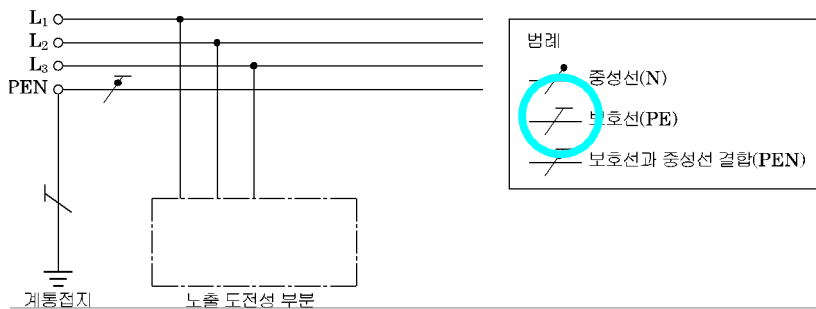 L₁
L₂
L₃
PEN
계통접지
노출 도전성 부분
범례
중성선(N)
보호선(PE)
보호선과 중성선 결합(PEN)